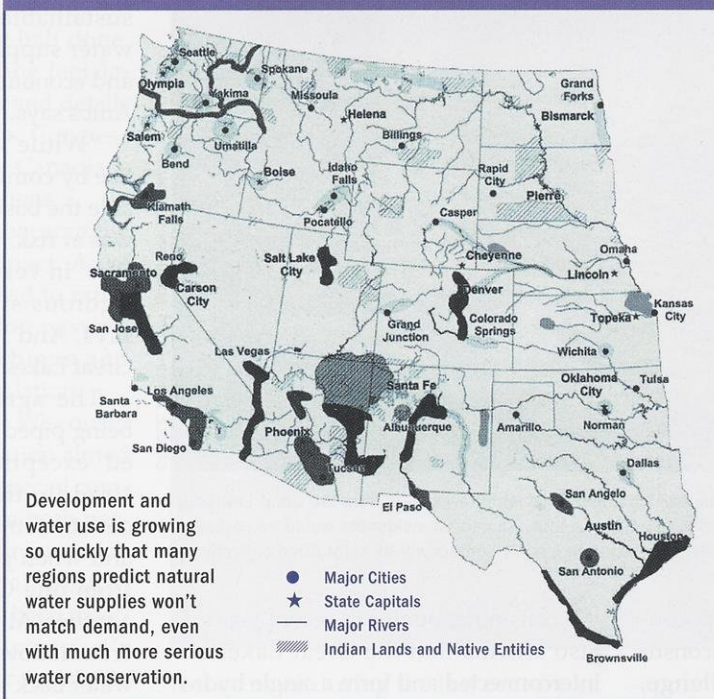 Seattle
Spokane
Olympia
Yakima
Missoula
Helena
Grand
Forks
Bismarck
Salem
Umatilla
Billings
Bend
Boise
Idaho
Falls
Rapid
City
Pierre
Klamath
Falls
Pocatello
Casper
Reno
Salt Lake
City
Cheyenne
Omaha
Lincoln
Sacramento
Carson
City
Denver
Kansas
City
Topeka
San Jose
Grand
Junction
Colorado
Springs
Las Vegas
Wichita
Santa Fe
Oklahoma
City
Tulsa
Santa
Barbara
Los Angeles
Phoenix
Albuquerque
Amarillo
Norman
San Diego
Tucson
Dallas
El Paso
San Angelo
Austin
Houston
San Antonio
Brownsville
Development and
water use is growing
so quickly that many
regions predict natural
water supplies won't
match demand, even
with much more serious
water conservation.
Major Cities
State Capitals
Major Rivers
Indian Lands and Native Entities